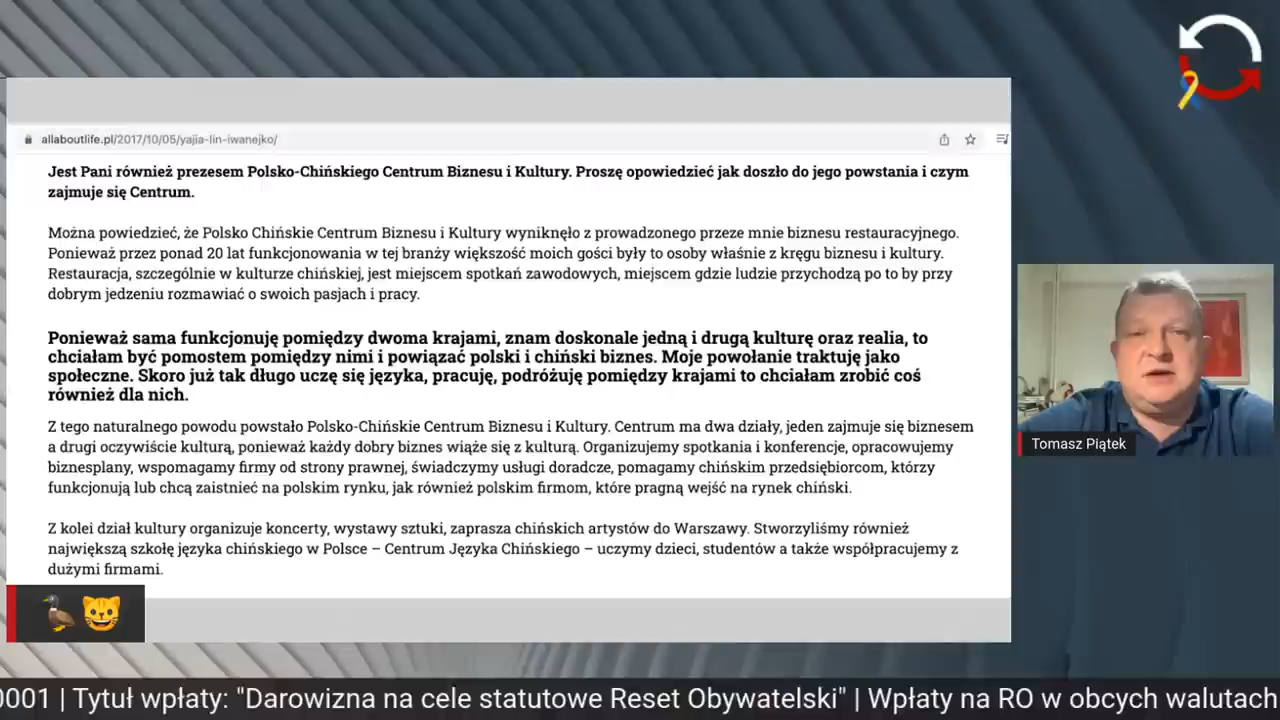 allaboutlife.pl/2017/10/05/yajia-lin-iwanejko/
Jest Pani również prezesem Polsko-Chińskiego Centrum Biznesu i Kultury. Proszę opowiedzieć jak doszło do jego powstania i czym
zajmuje się Centrum.
Można powiedzieć, że Polsko Chińskie Centrum Biznesu i Kultury wyniknęło z prowadzonego przeze mnie biznesu restauracyjnego.
Ponieważ przez ponad 20 lat funkcjonowania w tej branży większość moich gości były to osoby właśnie z kręgu biznesu i kultury.
Restauracja, szczególnie w kulturze chińskiej, jest miejscem spotkań zawodowych, miejscem gdzie ludzie przychodzą po to by przy
dobrym jedzeniu rozmawiać o swoich pasjach i pracy.
Ponieważ sama funkcjonuję pomiędzy dwoma krajami, znam doskonale jedną i drugą kulturę oraz realia, to
chciałam być pomostem pomiędzy nimi i powiązać polski i chiński biznes. Moje powołanie traktuję jako
społeczne. Skoro już tak długo uczę się języka, pracuję, podróżuję pomiędzy krajami to chciałam zrobić coś
również dla nich.
Z tego naturalnego powodu powstało Polsko-Chińskie Centrum Biznesu i Kultury. Centrum ma dwa działy, jeden zajmuje się biznesem
a drugi oczywiście kulturą, ponieważ każdy dobry biznes wiąże się z kulturą. Organizujemy spotkania i konferencje, opracowujemy
biznesplany, wspomagamy firmy od strony prawnej, świadczymy usługi doradcze, pomagamy chińskim przedsiębiorcom, którzy
funkcjonują lub chcą zaistnieć na polskim rynku, jak również polskim firmom, które pragną wejść na rynek chiński.
Z kolei dział kultury organizuje koncerty, wystawy sztuki, zaprasza chińskich artystów do Warszawy. Stworzyliśmy również
największą szkołę języka chińskiego w Polsce – Centrum Języka Chińskiego – uczymy dzieci, studentów a także współpracujemy z
dużymi firmami.
Tomasz Piątek
0001 | Tytuł wpłaty: "Darowizna na cele statutowe Reset Obywatelski" | Wpłaty na RO w obcych walutach